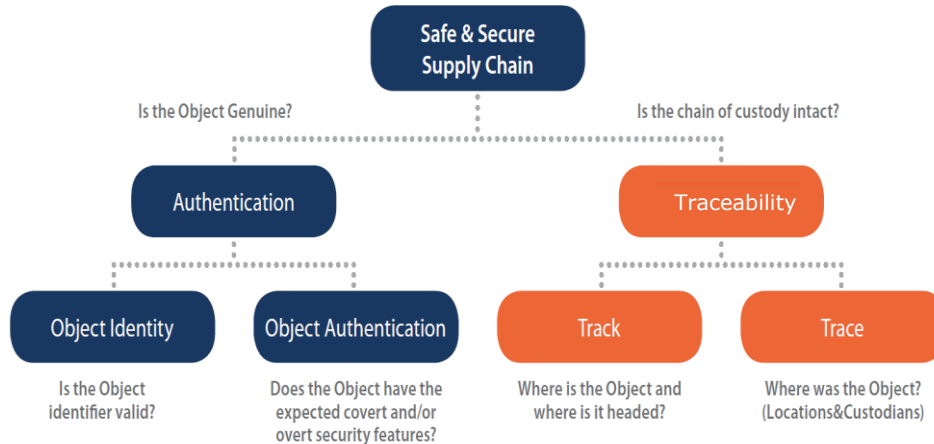 Safe & Secure
Supply Chain
Is the Object Genuine?
Is the chain of custody intact?
Authentication
Traceability
Object Identity
Object Authentication
Track
Trace
Is the Object
identifier valid?
Does the Object have the
expected covert and/or
overt security features?
Where is the Object and
where is it headed?
Where was the Object?
(Locations&Custodians)